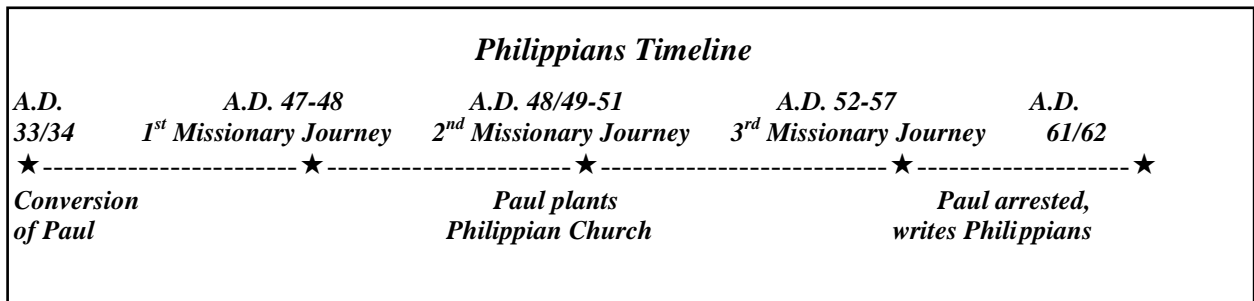 Philippians Timeline
A.D. A.D. 47-48 A.D. 48/49-51 A.D. 52-57 A.D.
33/34 1st Missionary Journey 2nd Missionary Journey 3rd Missionary Journey 61/62
★------------------------★-----------------------★---------------------------★--------------------★
Conversion Paul plants Paul arrested,
of Paul Philippian Church writes Philippians